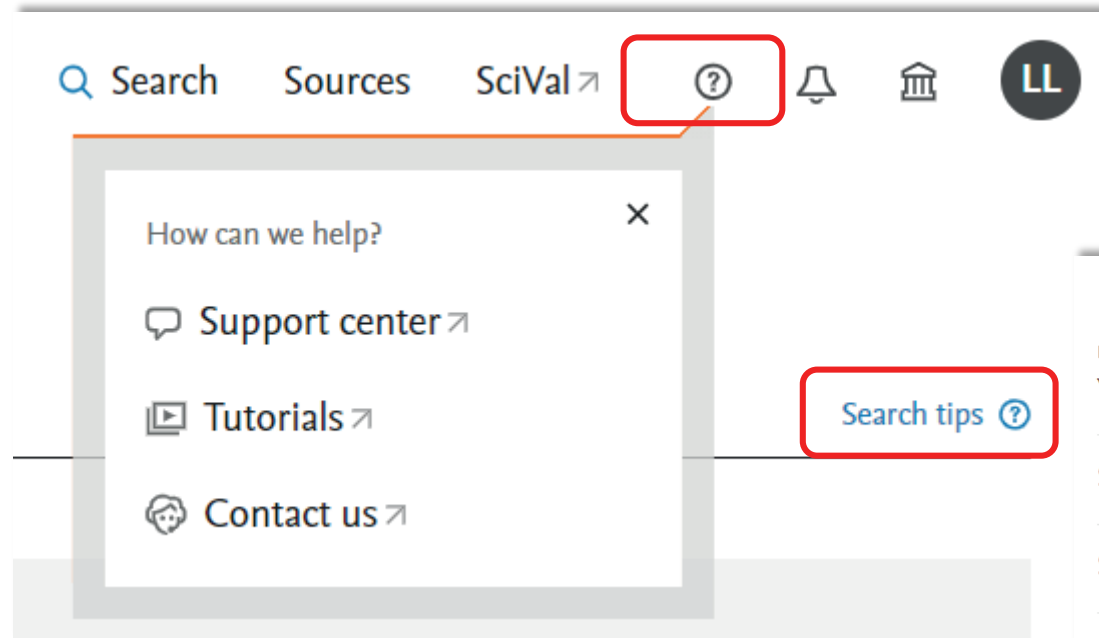 Search Sources SciVal LL
How can we help?
Support center
Tutorials
Search tips
Contact us